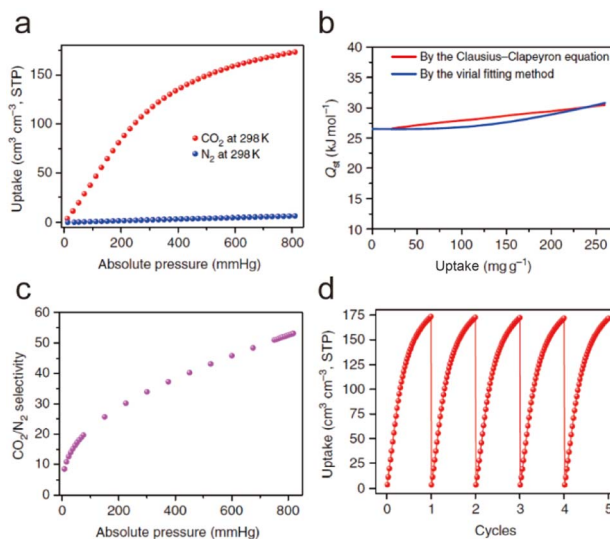 a
Uptake (cm³ cm⁻³, STP)
150
100
50
0
CO₂ at 298 K
N₂ at 298 K
0 200 400 600 800
Absolute pressure (mmHg)
b
Qst (kJ mol⁻¹)
40
35
30
25
20
15
10
By the Clausius–Clapeyron equation
By the virial fitting method
0 50 100 150 200 250
Uptake (mg g⁻¹)
c
CO₂/N₂ selectivity
60
50
40
30
20
10
0
0 200 400 600 800
Absolute pressure (mmHg)
d
Uptake (cm³ cm⁻³, STP)
175
150
125
100
75
50
25
0
0 1 2 3 4 5
Cycles